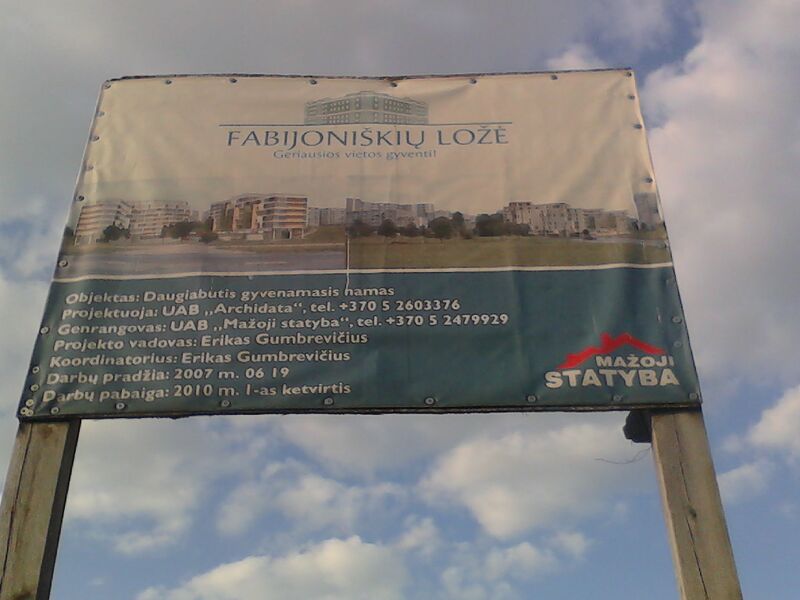 FABIJONIŠKIŲ LOŽĖ
Geriausios vietos gyventi!
Objektas: Daugiabutis gyvenamasis namas
Projektuoja: UAB „Archidata“, tel. +370 5 2603376
Genrangovas: UAB „Mažoji statyba“, tel. +370 5 2479929
Projekto vadovas: Erikas Gumbrevičius
Koordinatorius: Erikas Gumbrevičius
Darbų pradžia: 2007 m. 06 19
Darbų pabaiga: 2010 m. 1-as ketvirtis
MAŽOJI
STATYBA